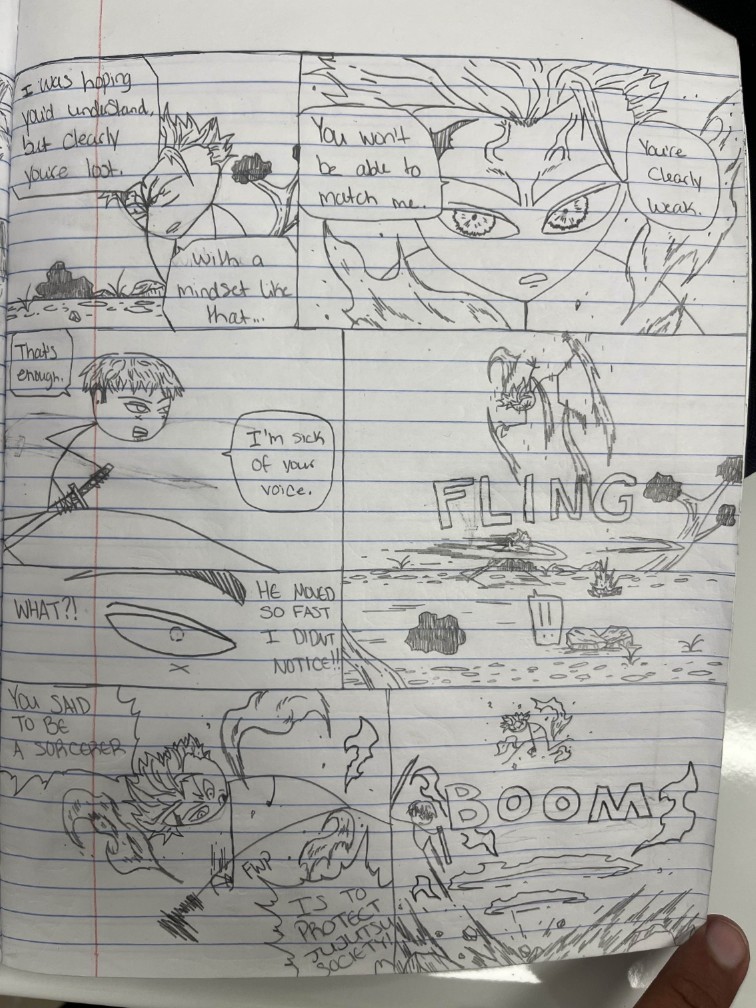 I was hoping
you'd understand,
but clearly
you're lost.
With a
mindset like
that...
You won't
be able to
match me.
You're
Clearly
weak.
That's
enough.
I'm sick
of your
voice.
FLING
WHAT?!
HE MOVED
SO FAST
I DIDNT
NOTICE!!
!!
YOU SAID
TO BE
A SORCERER
FWP
IS TO
PROTECT
JUJUTSU
SOCIETY!
BOOM